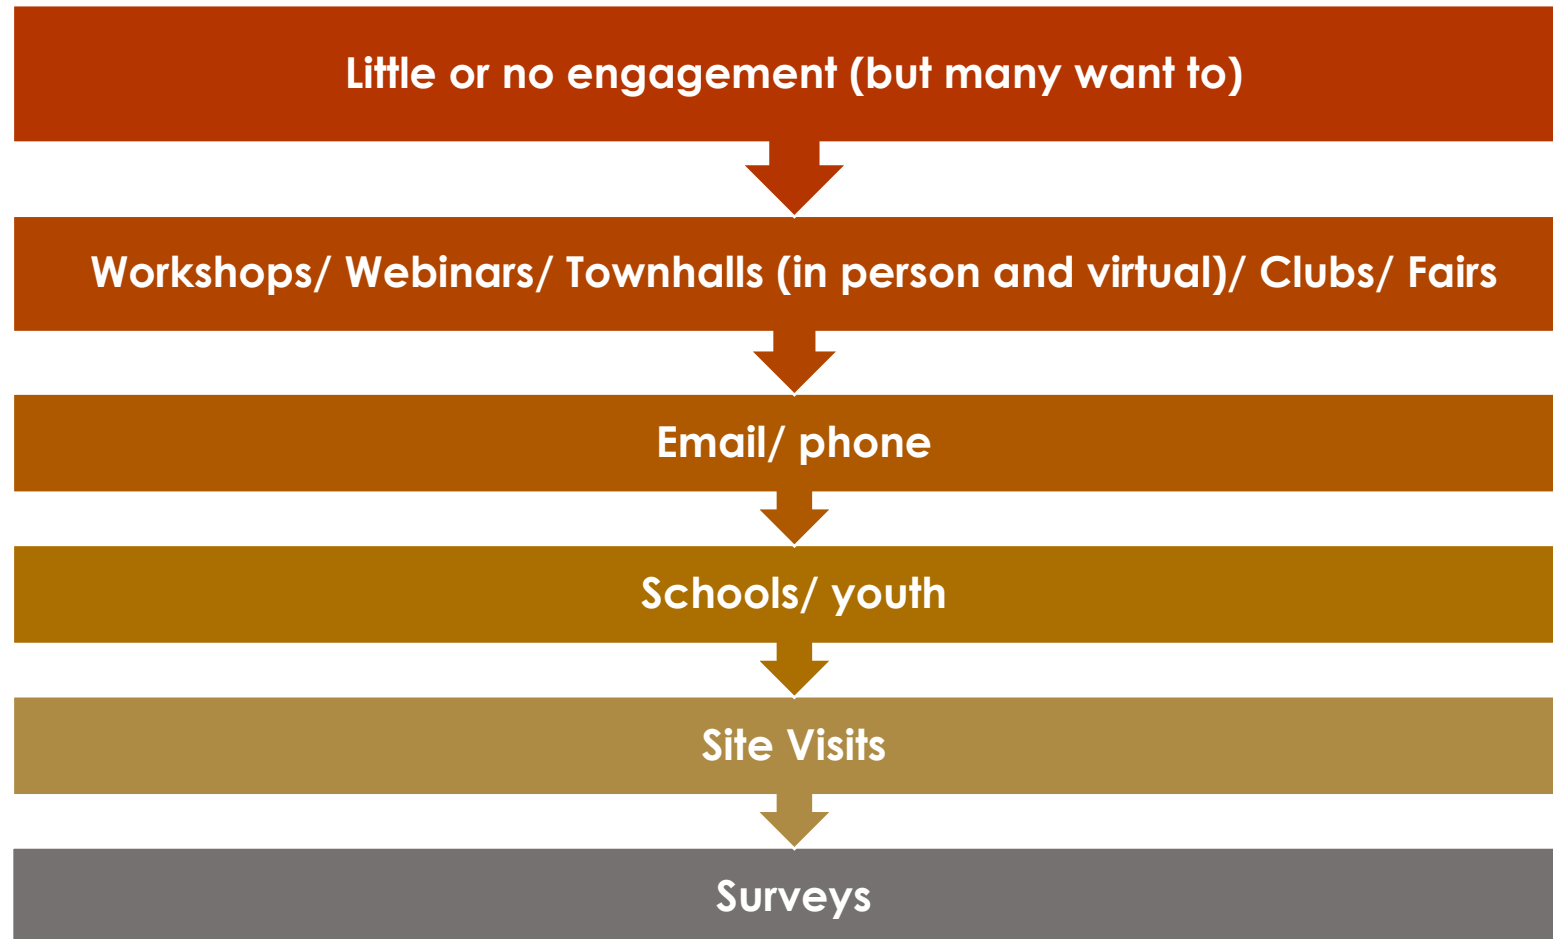 Little or no engagement (but many want to)
Workshops/ Webinars/ Townhalls (in person and virtual)/ Clubs/ Fairs
Email/ phone
Schools/ youth
Site Visits
Surveys